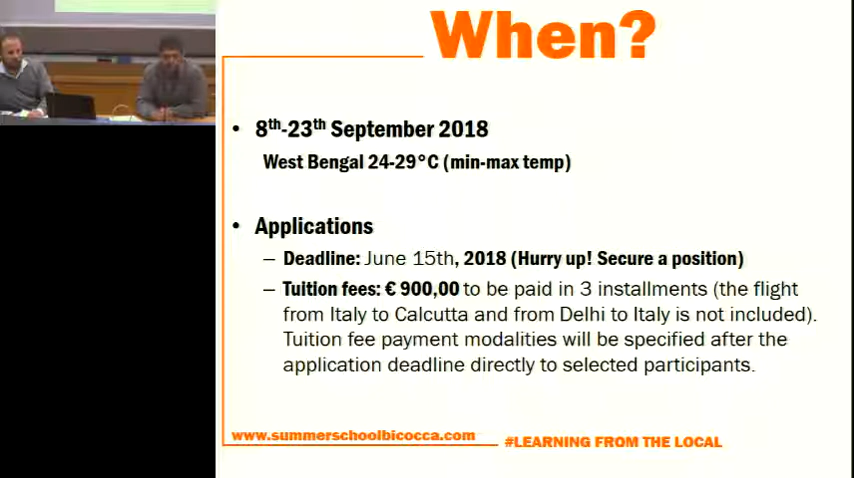 When?
• 8th-23th September 2018
West Bengal 24-29°C (min-max temp)
• Applications
– Deadline: June 15th, 2018 (Hurry up! Secure a position)
– Tuition fees: € 900,00 to be paid in 3 installments (the flight
from Italy to Calcutta and from Delhi to Italy is not included).
Tuition fee payment modalities will be specified after the
application deadline directly to selected participants.
www.summerschoolbicocca.com
#LEARNING FROM THE LOCAL